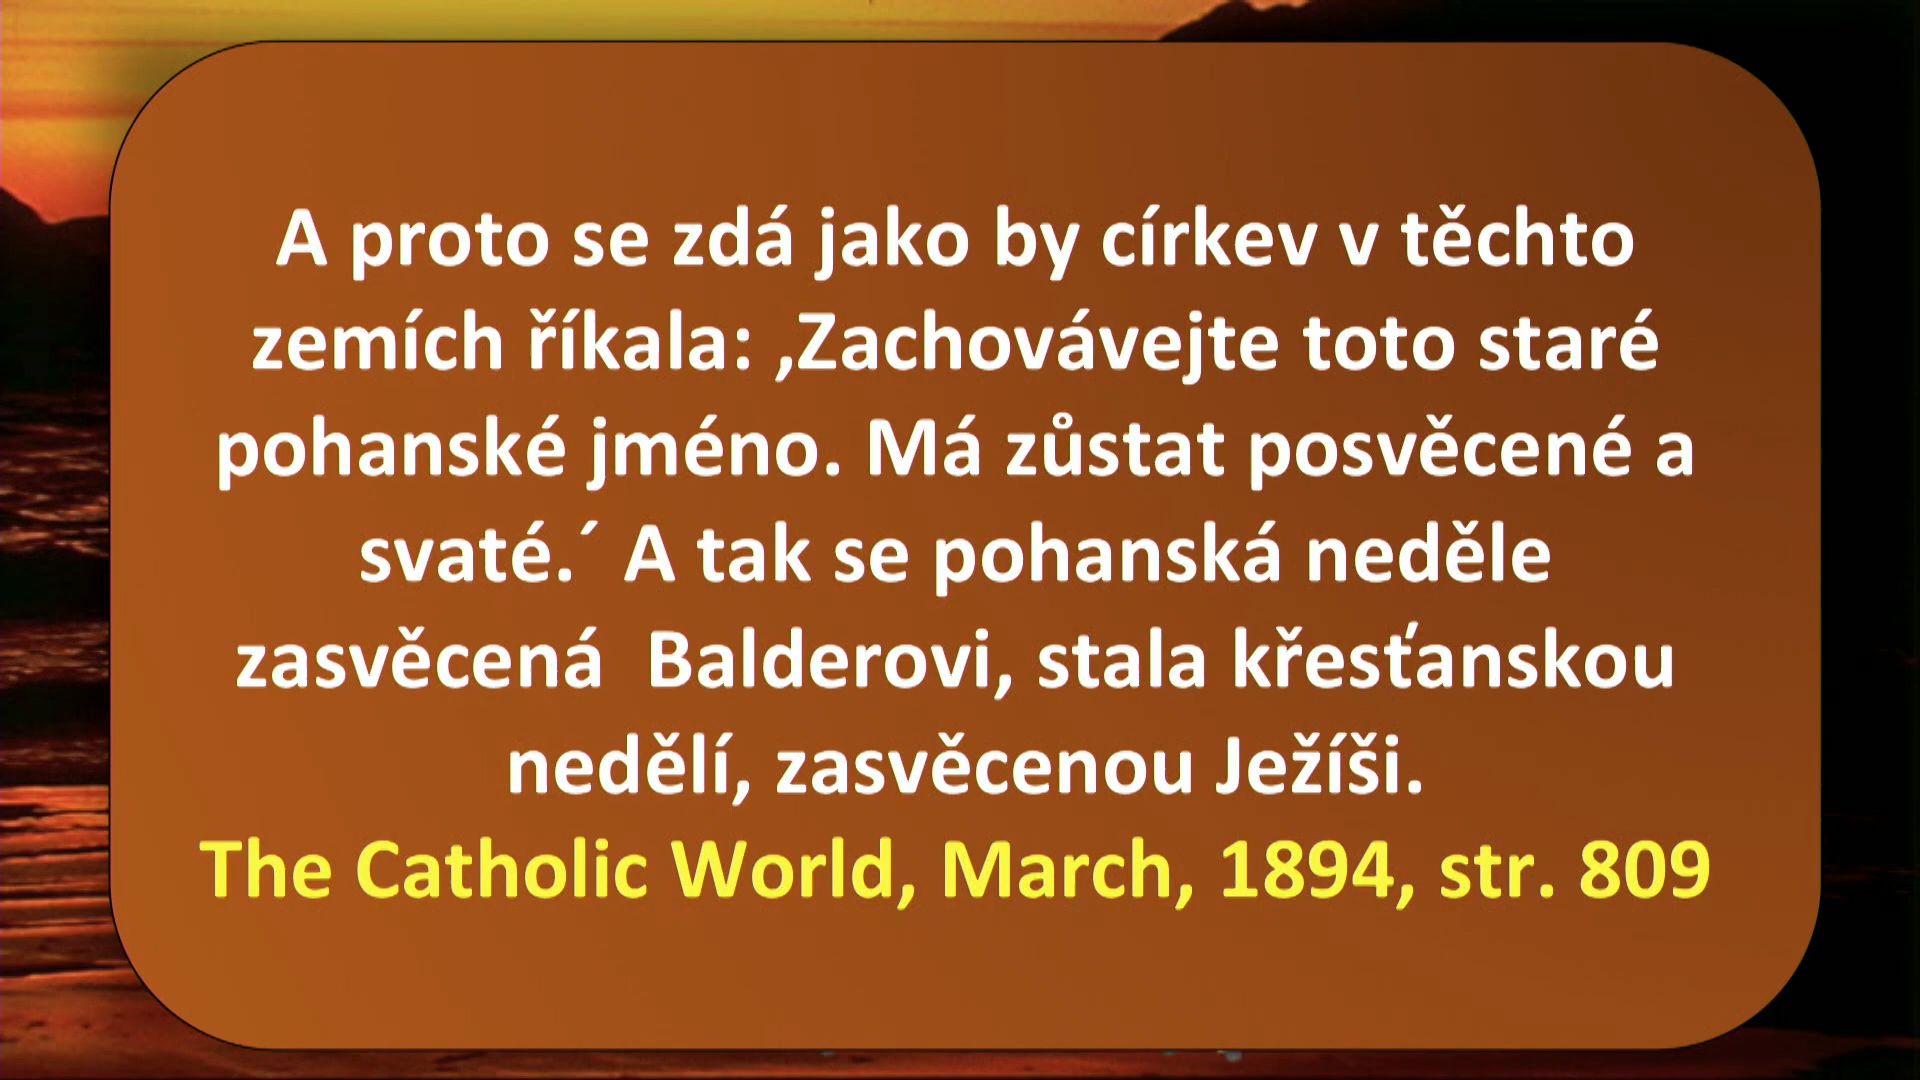 A proto se zdá jako by církev v těchto
zemích říkala: ‚Zachovávejte toto staré
pohanské jméno. Má zůstat posvěcené a
svaté.´ A tak se pohanská neděle
zasvěcená  Balderovi, stala křesťanskou
nedělí, zasvěcenou Ježíši.
The Catholic World, March, 1894, str. 809